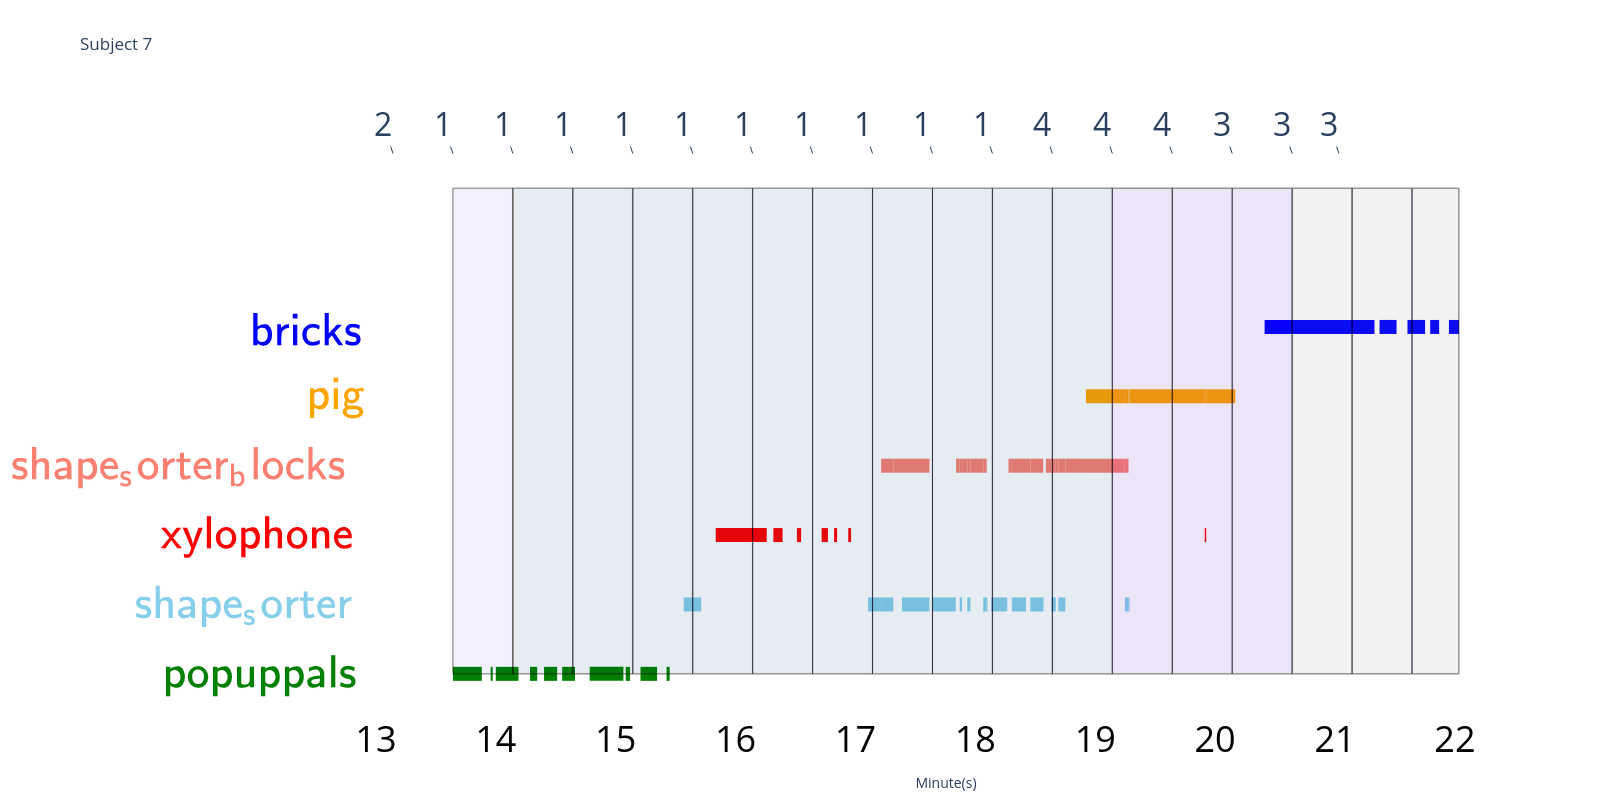 Subject 7
2 1 1 1 1 1 1 1 1 1 1 4 4 4 3 3 3
bricks
pig
shapesorterblocks
xylophone
shapesorter
popuppals
13 14 15 16 17 18 19 20 21 22
Minute(s)